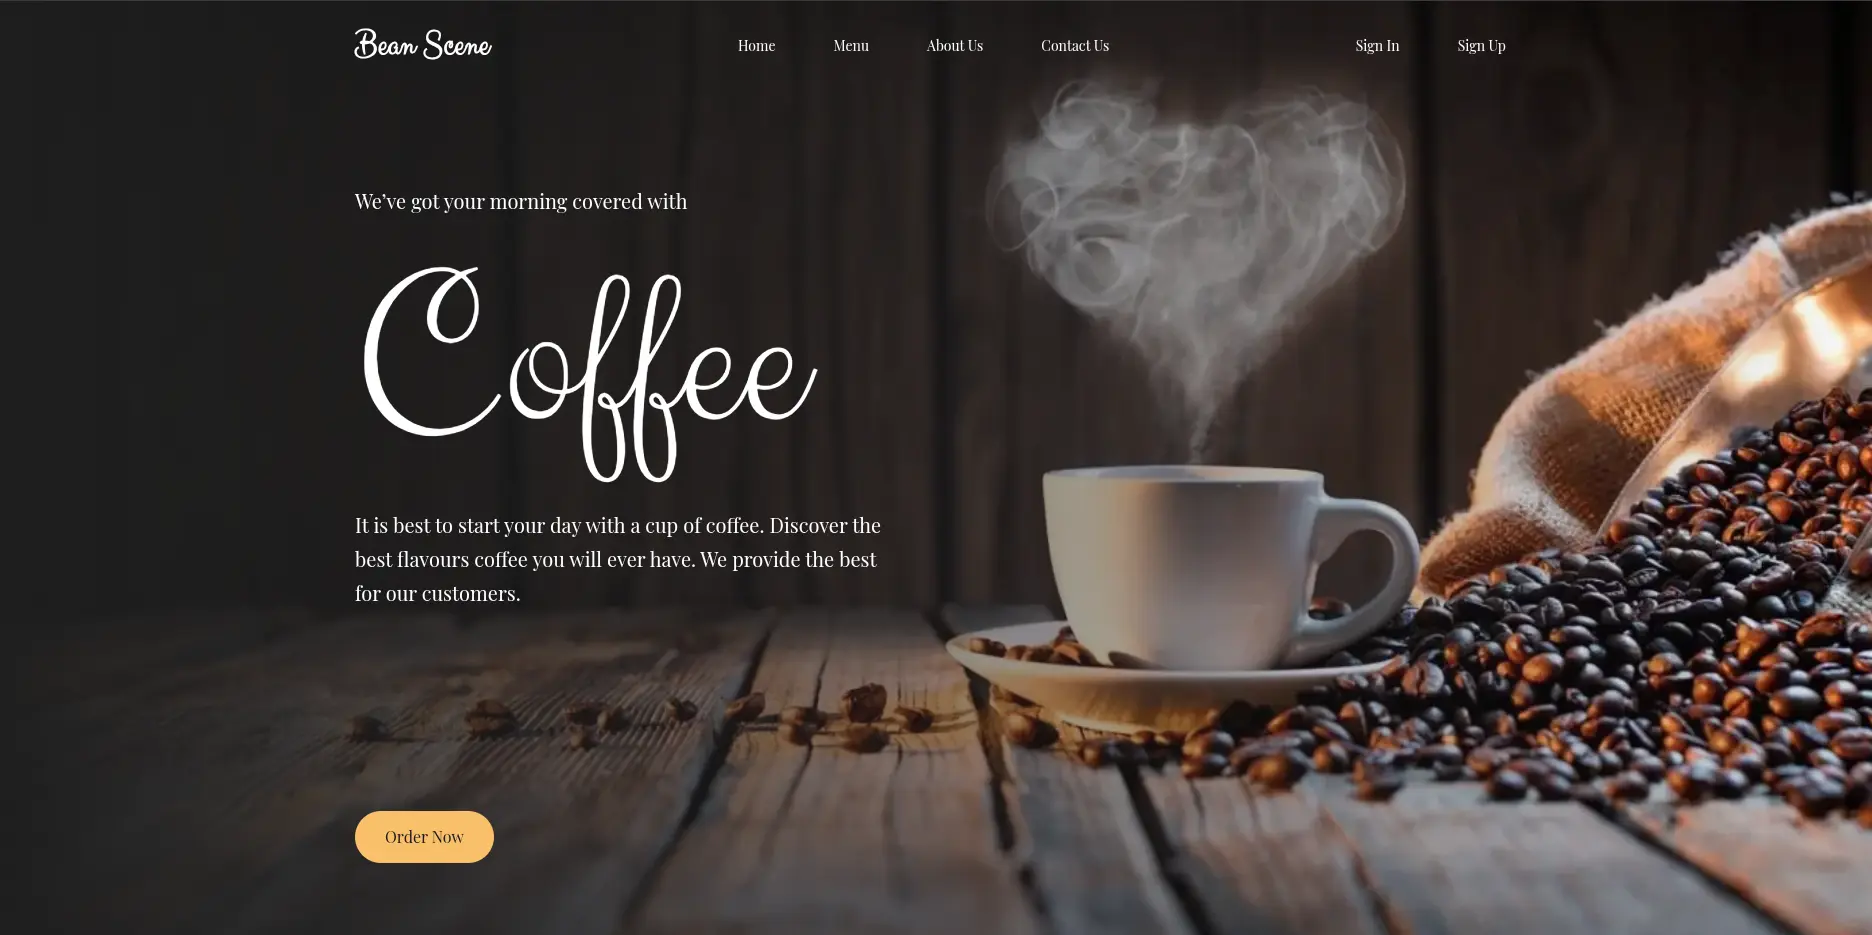 Bean Scene
Home Menu About Us Contact Us Sign In Sign Up
We’ve got your morning covered with
Coffee
It is best to start your day with a cup of coffee. Discover the
best flavours coffee you will ever have. We provide the best
for our customers.
Order Now